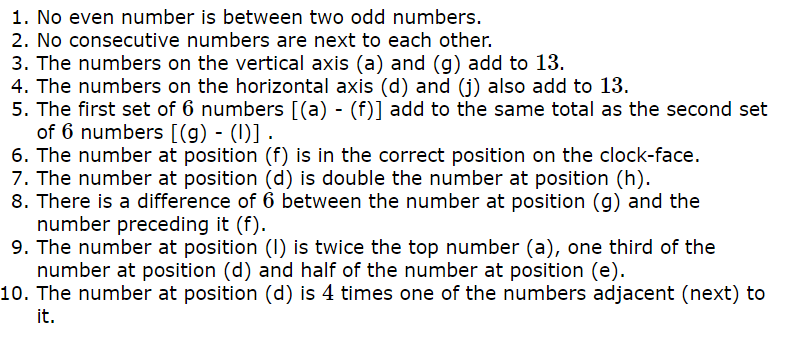 1. No even number is between two odd numbers.
2. No consecutive numbers are next to each other.
3. The numbers on the vertical axis (a) and (g) add to 13.
4. The numbers on the horizontal axis (d) and (j) also add to 13.
5. The first set of 6 numbers [(a) - (f)] add to the same total as the second set
of 6 numbers [(g) - (l)] .
6. The number at position (f) is in the correct position on the clock-face.
7. The number at position (d) is double the number at position (h).
8. There is a difference of 6 between the number at position (g) and the
number preceding it (f).
9. The number at position (l) is twice the top number (a), one third of the
number at position (d) and half of the number at position (e).
10. The number at position (d) is 4 times one of the numbers adjacent (next) to
it.